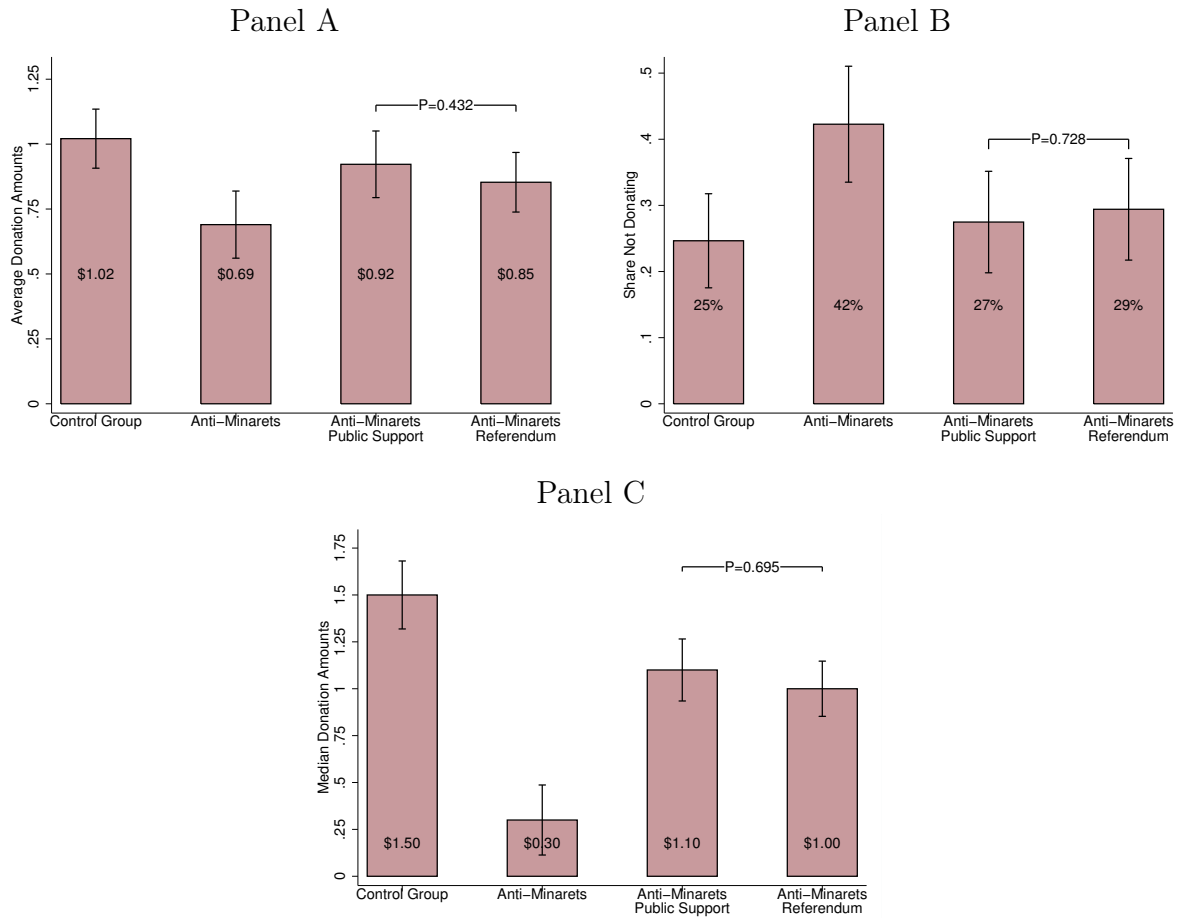 Panel A
Average Donation Amounts
1.25
1
.75
.5
.25
0
P=0.432
$1.02
$0.69
$0.92
$0.85
Control Group
Anti−Minarets
Anti−Minarets
Public Support
Anti−Minarets
Referendum
Panel B
Share Not Donating
.5
.4
.3
.2
.1
0
P=0.728
25%
42%
27%
29%
Control Group
Anti−Minarets
Anti−Minarets
Public Support
Anti−Minarets
Referendum
Panel C
Median Donation Amounts
1.75
1.5
1.25
1
.75
.5
.25
0
P=0.695
$1.50
$0.30
$1.10
$1.00
Control Group
Anti−Minarets
Anti−Minarets
Public Support
Anti−Minarets
Referendum